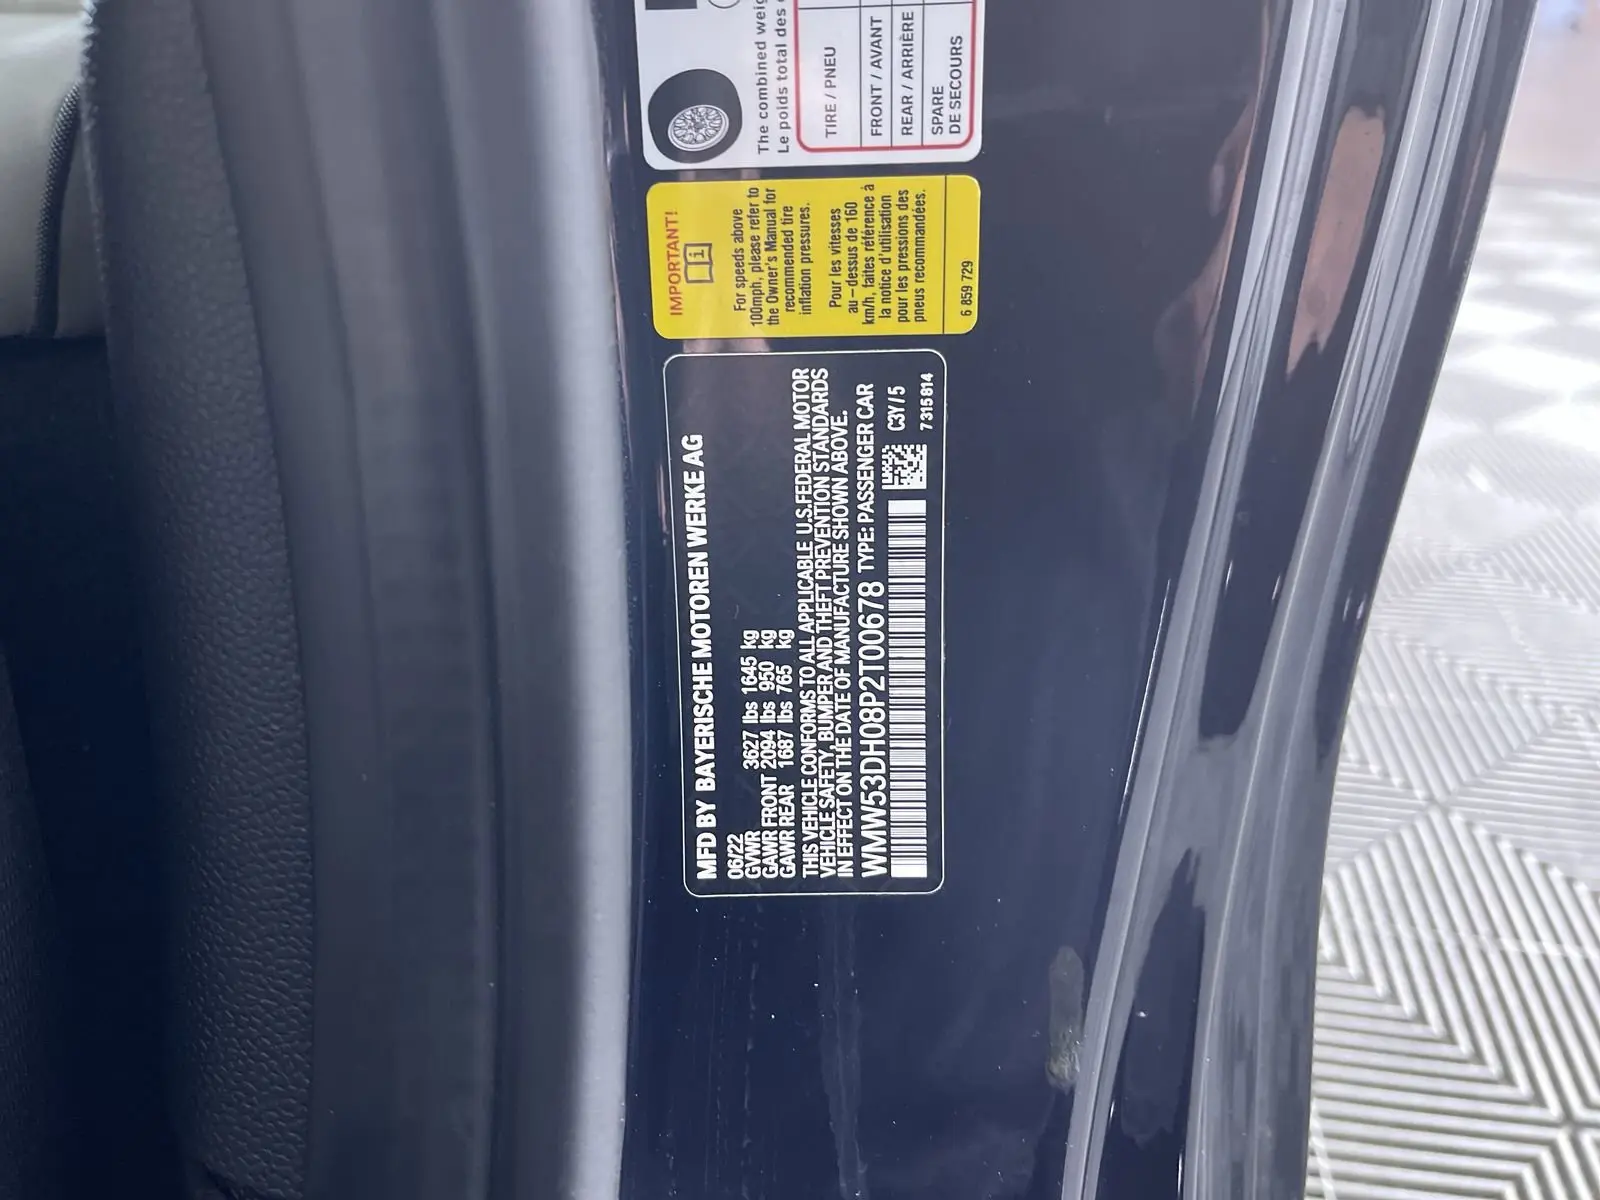 The combined
Le poids total des
TIRE / PNEU
FRONT / AVANT
REAR / ARRIÈRE
SPARE
DE SECOURS
IMPORTANT!
i
For speeds above
100mph, please refer to
the Owner's Manual for
recommended tire
inflation pressures.
Pour les vitesses
au – dessus de 160
km/h, faites référence à
la notice d'utilisation
pour les pressions des
pneus recommandées.
6 859 729
MFD BY BAYERISCHE MOTOREN WERKE AG
06/22
GVWR 3627 lbs 1645 kg
GAWR FRONT 2094 lbs 950 kg
GAWR REAR 1687 lbs 765 kg
THIS VEHICLE CONFORMS TO ALL APPLICABLE U.S.FEDERAL MOTOR
VEHICLE SAFETY, BUMPER AND THEFT PREVENTION STANDARDS
IN EFFECT ON THE DATE OF MANUFACTURE SHOWN ABOVE.
WMW53DH08P2T00678 TYPE: PASSENGER CAR
C3Y / 5
7 315 814